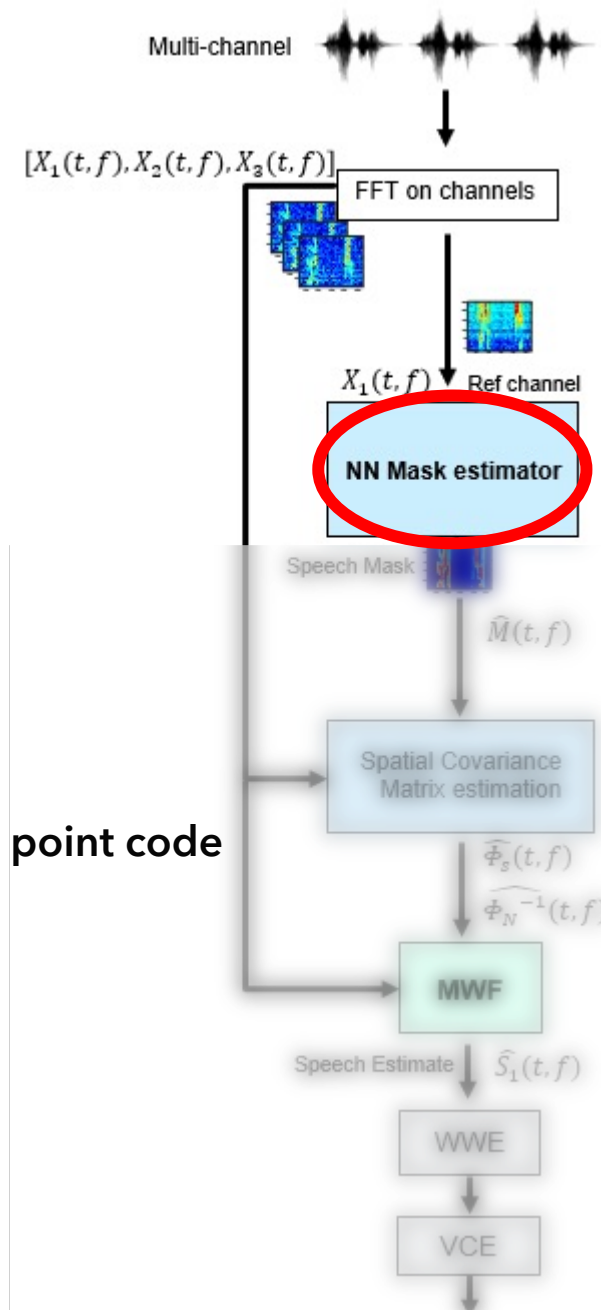 Multi-channel
[X₁(t,f),X₂(t,f),X₃(t,f)]
FFT on channels
X₁(t,f) Ref channel
NN Mask estimator
Speech Mask
M̂(t,f)
Spatial Covariance
Matrix estimation
point code
Φ̂ₛ(t,f)
Φ̂_N⁻¹(t,f)
MWF
Speech Estimate Ŝ₁(t,f)
WWE
VCE